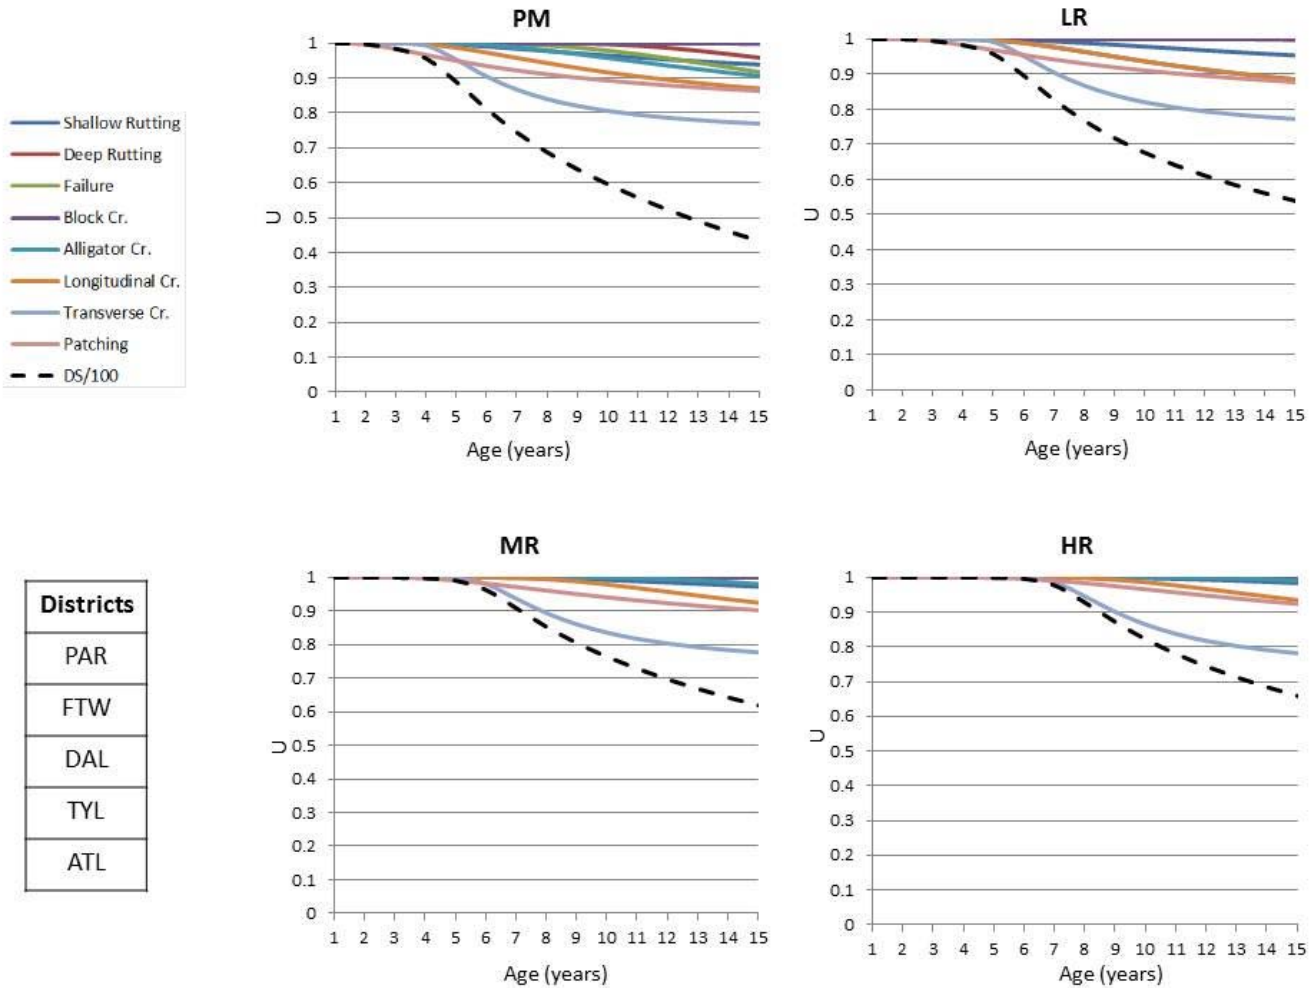 PM
1
0.9
0.8
0.7
0.6
0.5
0.4
0.3
0.2
0.1
0
U
1 2 3 4 5 6 7 8 9 10 11 12 13 14 15
Age (years)
LR
1
0.9
0.8
0.7
0.6
0.5
0.4
0.3
0.2
0.1
0
U
1 2 3 4 5 6 7 8 9 10 11 12 13 14 15
Age (years)
Shallow Rutting
Deep Rutting
Failure
Block Cr.
Alligator Cr.
Longitudinal Cr.
Transverse Cr.
Patching
DS/100
Districts
PAR
FTW
DAL
TYL
ATL
MR
1
0.9
0.8
0.7
0.6
0.5
0.4
0.3
0.2
0.1
0
U
1 2 3 4 5 6 7 8 9 10 11 12 13 14 15
Age (years)
HR
1
0.9
0.8
0.7
0.6
0.5
0.4
0.3
0.2
0.1
0
U
1 2 3 4 5 6 7 8 9 10 11 12 13 14 15
Age (years)